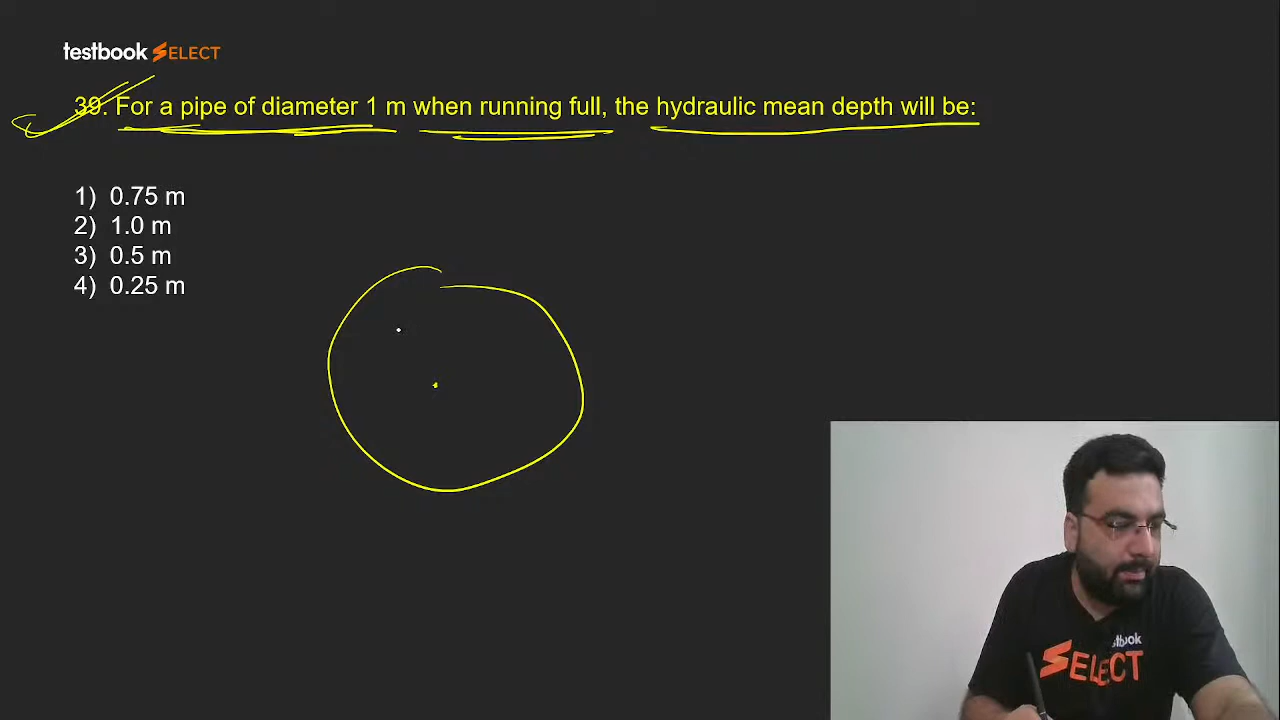 testbook SELECT
39. For a pipe of diameter 1 m when running full, the hydraulic mean depth will be:
1) 0.75 m
2) 1.0 m
3) 0.5 m
4) 0.25 m
stbook
SELECT